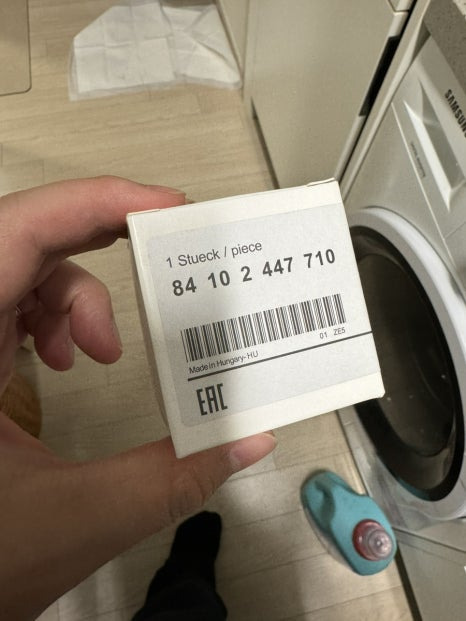 1 Stueck / piece
84 10 2 447 710
Made in Hungary-HU
01 ZE5
EAC
SAMSUNG